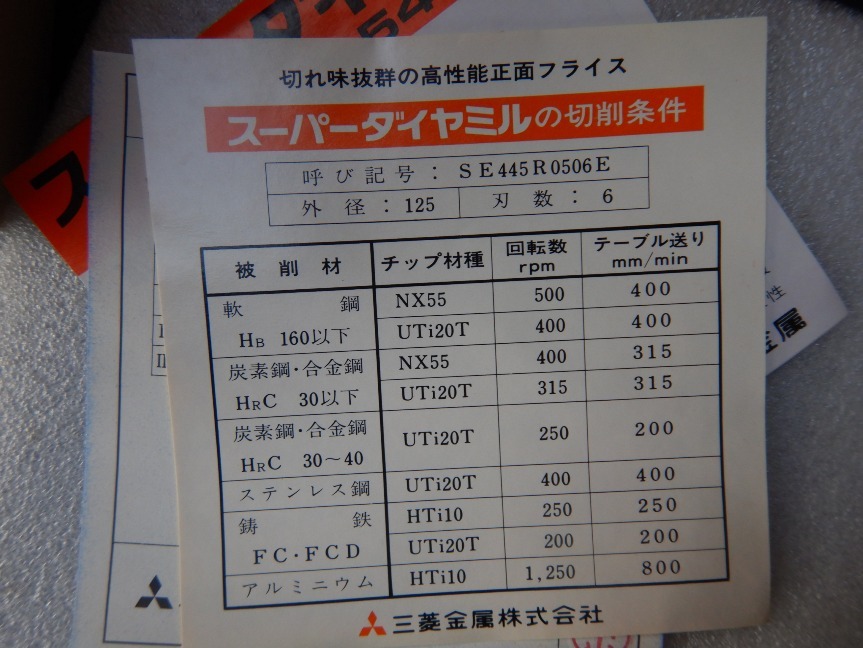 ダイ
54
切れ味抜群の高性能正面フライス
スーパーダイヤミルの切削条件
呼び記号：SE445R0506E
外径：125 刃数：6
被削材 チップ材種 回転数 rpm テーブル送り mm/min
軟鋼 HB 160以下 NX55 500 400
UTi20T 400 400
炭素鋼・合金鋼 HRC 30以下 NX55 400 315
UTi20T 315 315
炭素鋼・合金鋼 HRC 30～40 UTi20T 250 200
ステンレス鋼 UTi20T 400 400
鋳鉄 FC・FCD HTi10 250 250
UTi20T 200 200
アルミニウム HTi10 1,250 800
三菱金属株式会社
ス
性
金属